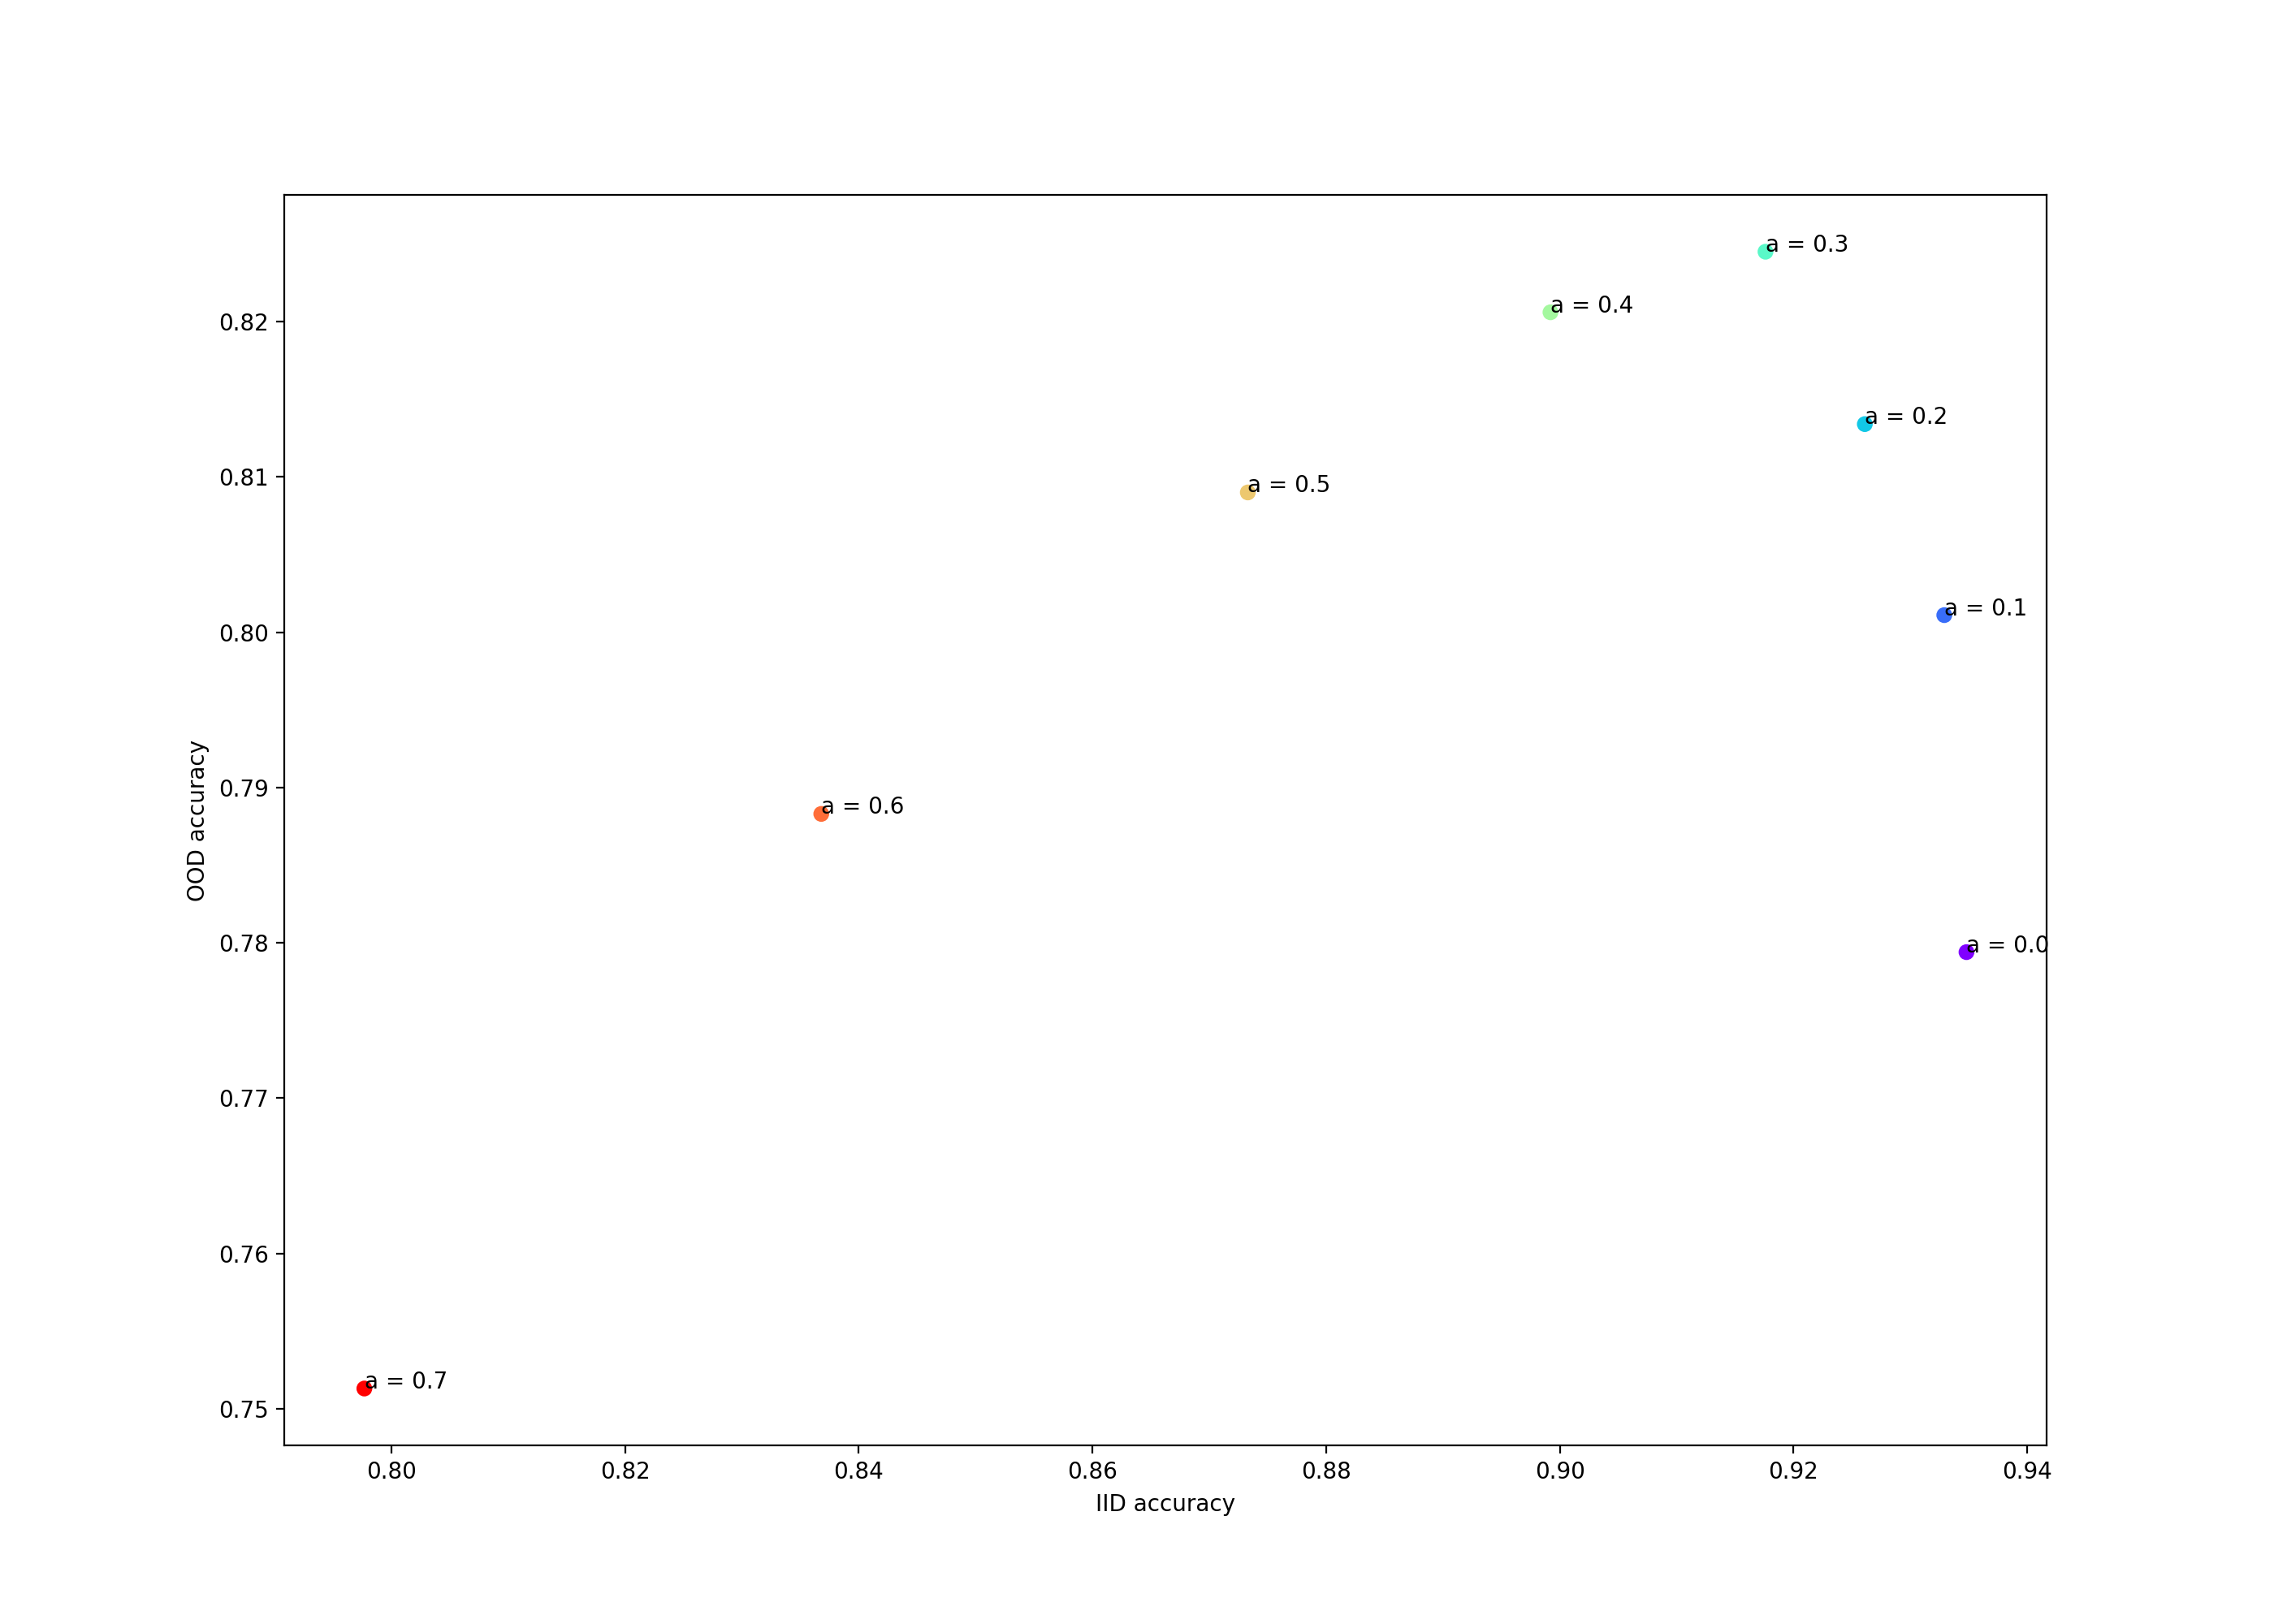 a = 0.3
a = 0.4
0.82
a = 0.2
0.81
a = 0.5
a = 0.1
0.80
0.79
a = 0.6
OOD accuracy
0.78
a = 0.0
0.77
0.76
a = 0.7
0.75
0.80 0.82 0.84 0.86 0.88 0.90 0.92 0.94
IID accuracy